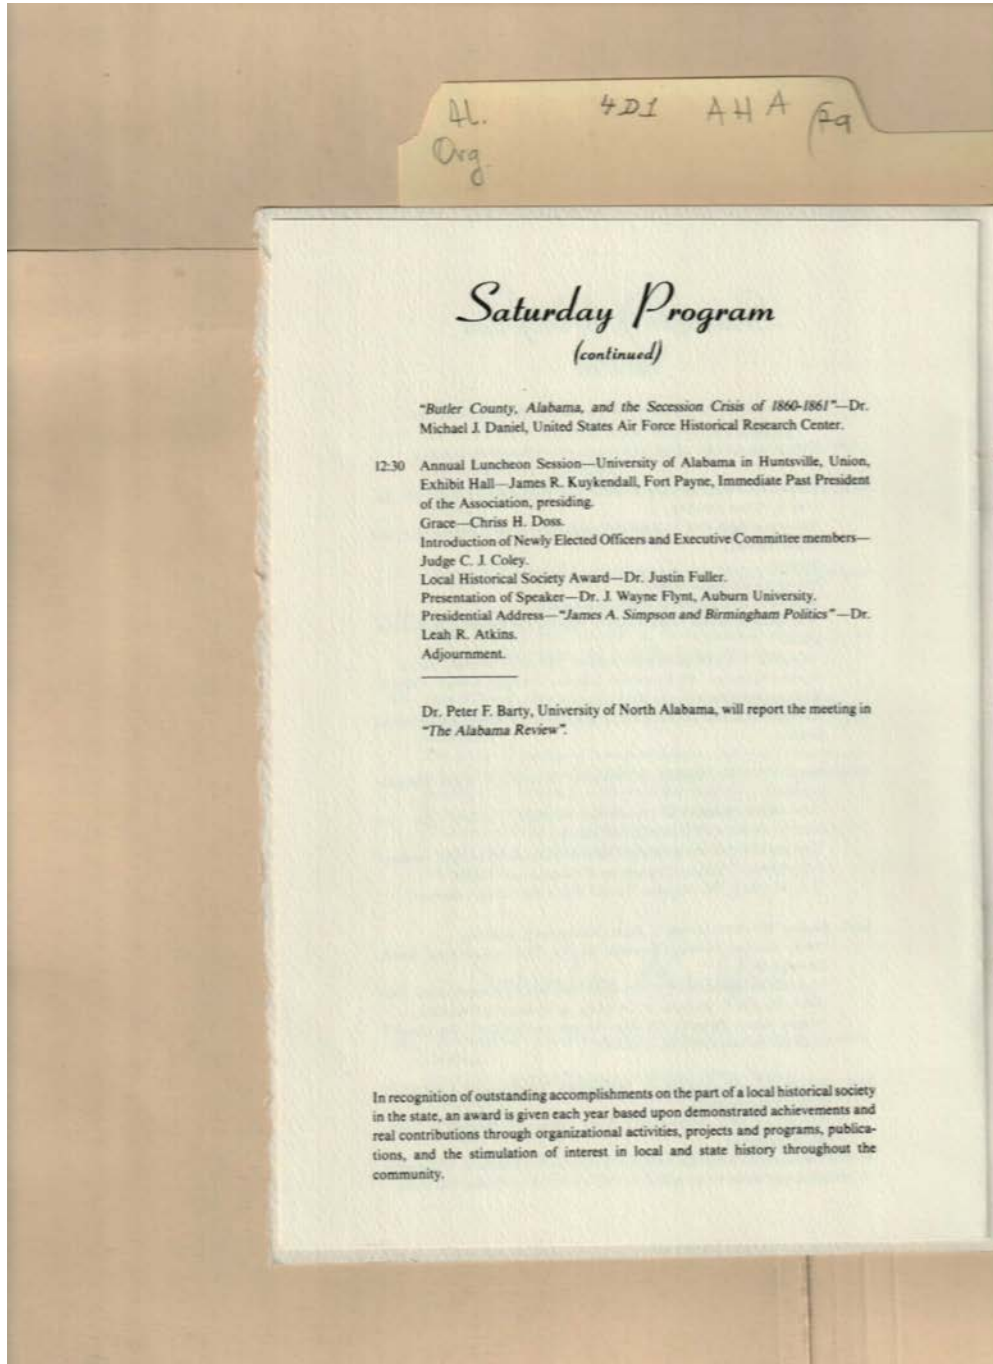 AL. 4D1 AHA
Org.
Saturday Program
(continued)
"Butler County, Alabama, and the Secession Crisis of 1860-1861"—Dr.
Michael J. Daniel, United States Air Force Historical Research Center.
12:30 Annual Luncheon Session—University of Alabama in Huntsville, Union,
Exhibit Hall—James R. Kuykendall, Fort Payne, Immediate Past President
of the Association, presiding.
Grace—Chriss H. Doss.
Introduction of Newly Elected Officers and Executive Committee members—
Judge C. J. Coley.
Local Historical Society Award—Dr. Justin Fuller.
Presentation of Speaker—Dr. J. Wayne Flynt, Auburn University.
Presidential Address—"James A. Simpson and Birmingham Politics"—Dr.
Leah R. Atkins.
Adjournment.
Dr. Peter F. Barty, University of North Alabama, will report the meeting in
"The Alabama Review".
In recognition of outstanding accomplishments on the part of a local historical society
in the state, an award is given each year based upon demonstrated achievements and
real contributions through organizational activities, projects and programs, publica-
tions, and the stimulation of interest in local and state history throughout the
community.